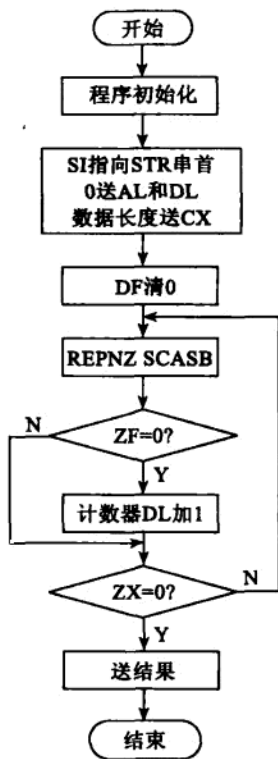 开始
程序初始化
SI指向STR串首
0送AL和DL
数据长度送CX
DF清0
REPNZ SCASB
N
ZF=0?
Y
计数器DL加1
N
ZX=0?
Y
送结果
结束